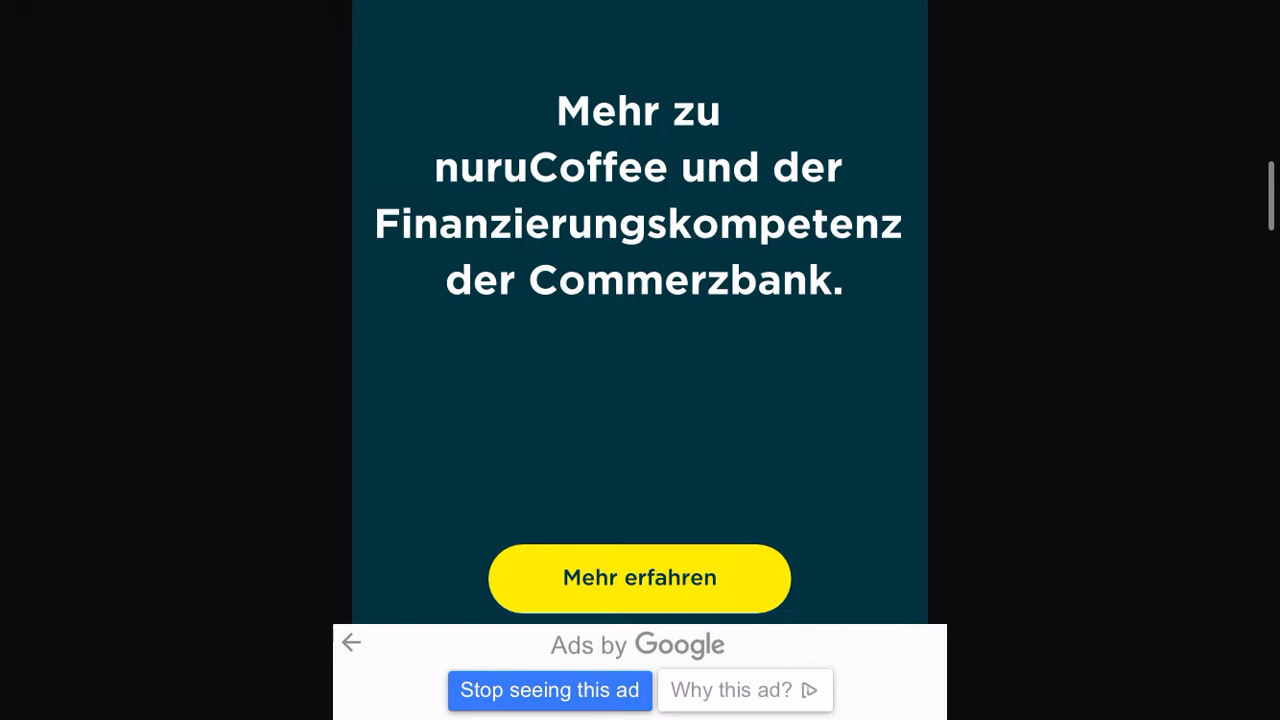 Mehr zu
nuruCoffee und der
Finanzierungskompetenz
der Commerzbank.
Mehr erfahren
Ads by Google
Stop seeing this ad
Why this ad?